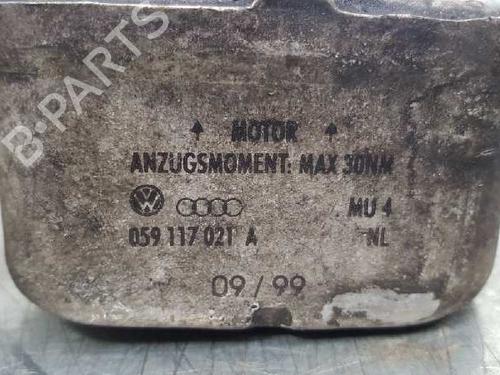 B-PARTS
↑ MOTOR ↑
ANZUGSMOMENT: MAX 30NM
MU 4
059 117 021 A NL
09/99